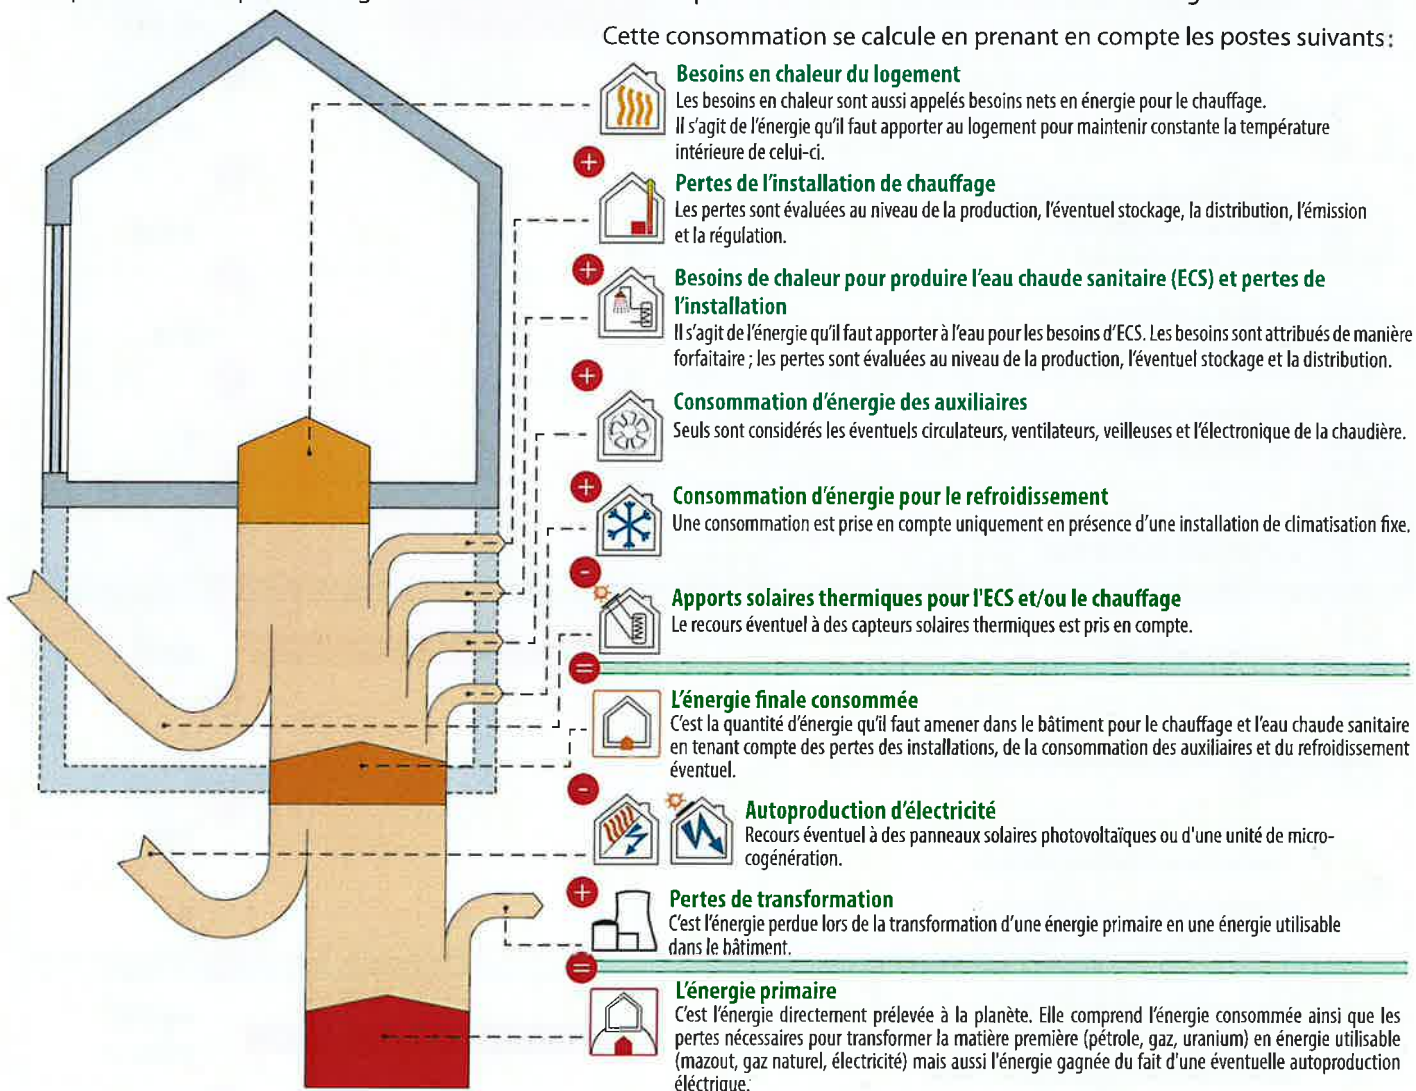 Cette consommation se calcule en prenant en compte les postes suivants :
Besoins en chaleur du logement
Les besoins en chaleur sont aussi appelés besoins nets en énergie pour le chauffage.
Il s'agit de l'énergie qu'il faut apporter au logement pour maintenir constante la température
intérieure de celui-ci.
+
Pertes de l'installation de chauffage
Les pertes sont évaluées au niveau de la production, l'éventuel stockage, la distribution, l'émission
et la régulation.
+
Besoins de chaleur pour produire l'eau chaude sanitaire (ECS) et pertes de
l'installation
Il s'agit de l'énergie qu'il faut apporter à l'eau pour les besoins d'ECS. Les besoins sont attribués de manière
forfaitaire ; les pertes sont évaluées au niveau de la production, l'éventuel stockage et la distribution.
+
Consommation d'énergie des auxiliaires
Seuls sont considérés les éventuels circulateurs, ventilateurs, veilleuses et l'électronique de la chaudière.
+
Consommation d'énergie pour le refroidissement
Une consommation est prise en compte uniquement en présence d'une installation de climatisation fixe.
-
Apports solaires thermiques pour l'ECS et/ou le chauffage
Le recours éventuel à des capteurs solaires thermiques est pris en compte.
=
L'énergie finale consommée
C'est la quantité d'énergie qu'il faut amener dans le bâtiment pour le chauffage et l'eau chaude sanitaire
en tenant compte des pertes des installations, de la consommation des auxiliaires et du refroidissement
éventuel.
-
Autoproduction d'électricité
Recours éventuel à des panneaux solaires photovoltaïques ou d'une unité de micro-
cogénération.
+
Pertes de transformation
C'est l'énergie perdue lors de la transformation d'une énergie primaire en une énergie utilisable
dans le bâtiment.
=
L'énergie primaire
C'est l'énergie directement prélevée à la planète. Elle comprend l'énergie consommée ainsi que les
pertes nécessaires pour transformer la matière première (pétrole, gaz, uranium) en énergie utilisable
(mazout, gaz naturel, électricité) mais aussi l'énergie gagnée du fait d'une éventuelle autoproduction
éléctrique.